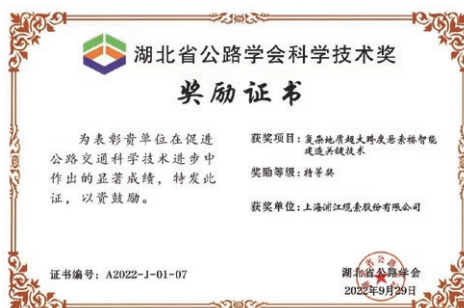 湖北省公路学会科学技术奖
奖励证书
为表彰贵单位在促进
公路交通科学技术进步中
作出的显著成绩，特发此
证，以资鼓励。
获奖项目：复杂地质超大跨度悬索桥智能
建造关键技术
奖励等级：特等奖
获奖单位：上海浦江缆索股份有限公司
证书编号：A2022-J-01-07
湖北省公路学会
2022年9月29日